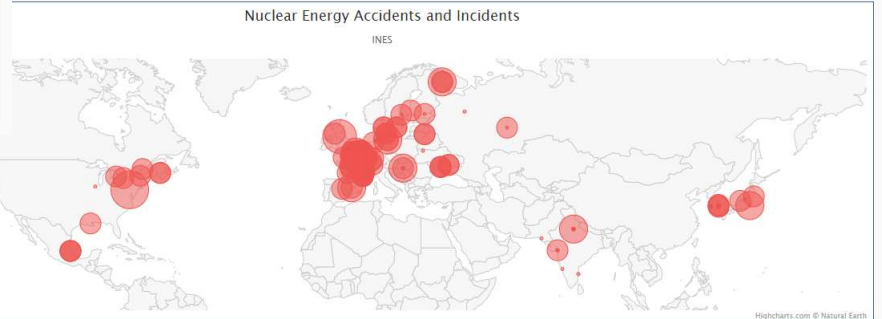 Nuclear Energy Accidents and Incidents
INES
Highcharts.com © Natural Earth